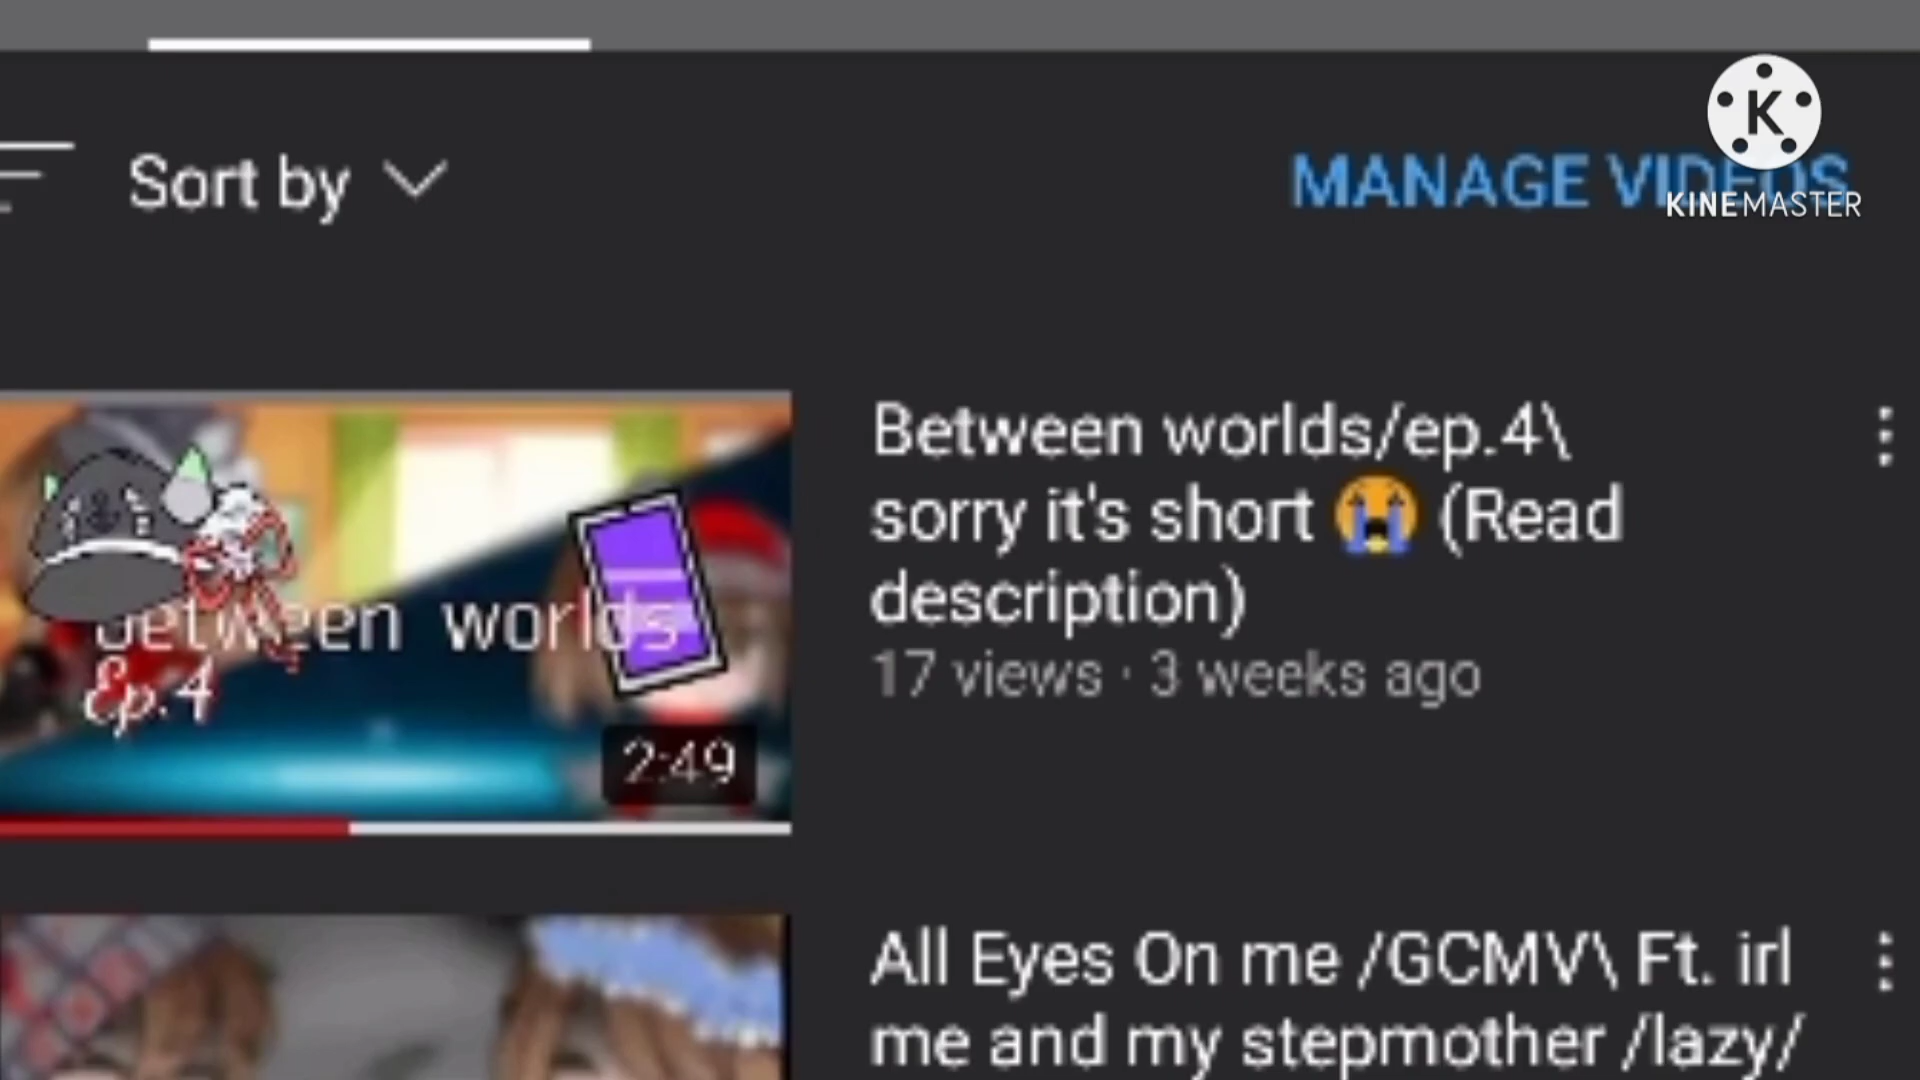 Sort by
MANAGE VIDEOS
K
KINEMASTER
Between worlds/ep.4\
sorry it's short 😭 (Read
description)
17 views · 3 weeks ago
Between worlds
Ep.4
2:49
All Eyes On me /GCMV\ Ft. irl
me and my stepmother /lazy/